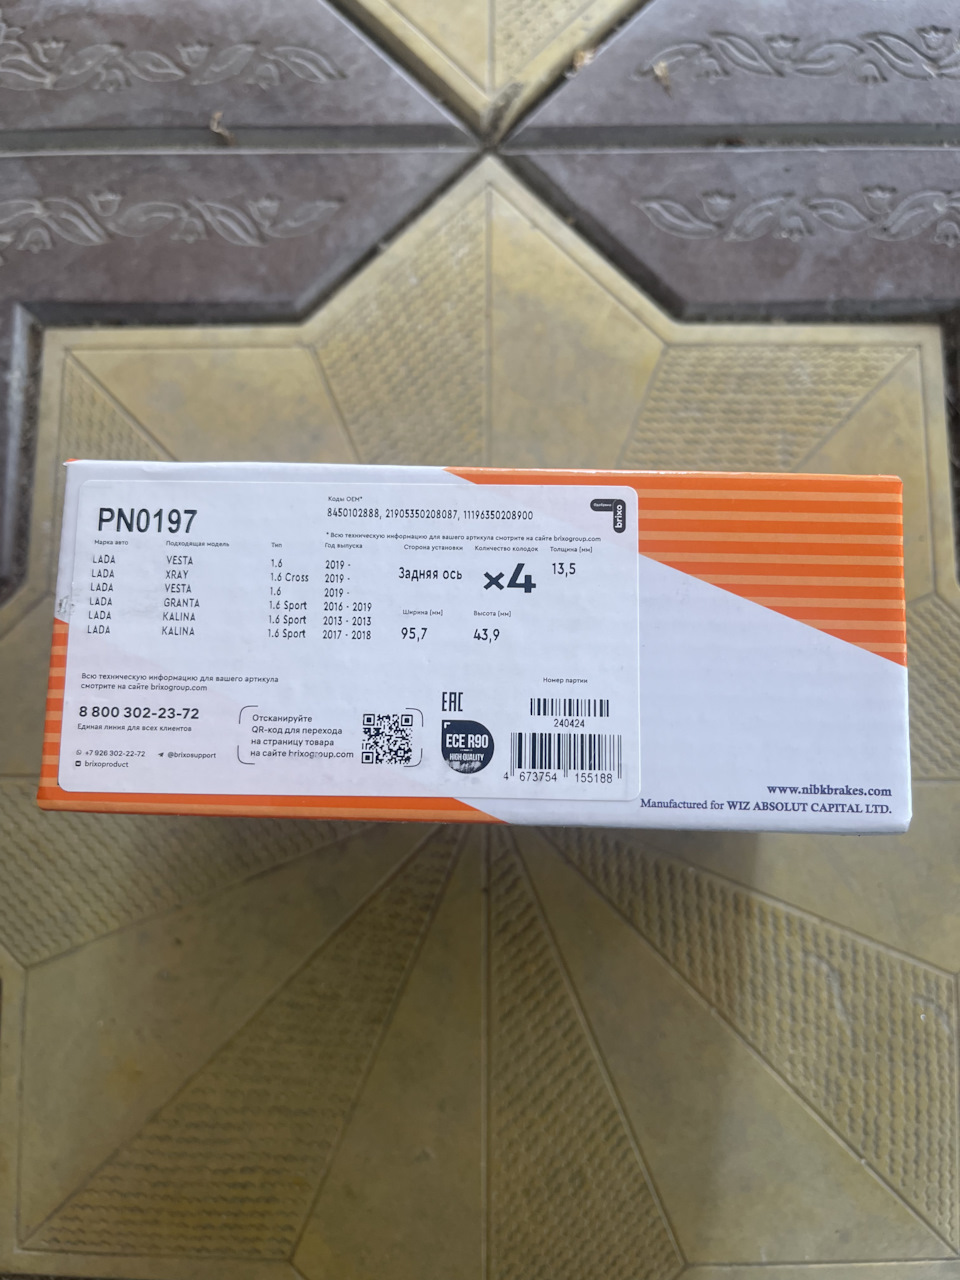 PN0197
Коды OEM*
8450102888, 21905350208087, 11196350208900
Одобрено
brixo
* Всю техническую информацию для вашего артикула смотрите на сайте brixogroup.com
Марка авто Подходящая модель Тип Год выпуска
LADA VESTA 1.6 2019 -
LADA XRAY 1.6 Cross 2019 -
LADA VESTA 1.6 2019 -
LADA GRANTA 1.6 Sport 2016 - 2019
LADA KALINA 1.6 Sport 2013 - 2013
LADA KALINA 1.6 Sport 2017 - 2018
Сторона установки Количество колодок Толщина (мм)
Задняя ось x4 13,5
Ширина (мм) Высота (мм)
95,7 43,9
Всю техническую информацию для вашего артикула
смотрите на сайте brixogroup.com
8 800 302-23-72
Единая линия для всех клиентов
+7 926 302-22-72 @brixosupport
brixoproduct
Отсканируйте
QR-код для перехода
на страницу товара
на сайте brixogroup.com
EAC
ECE R90
HIGH QUALITY
Номер партии
240424
4 673754 155188
www.nibkbrakes.com
Manufactured for WIZ ABSOLUT CAPITAL LTD.